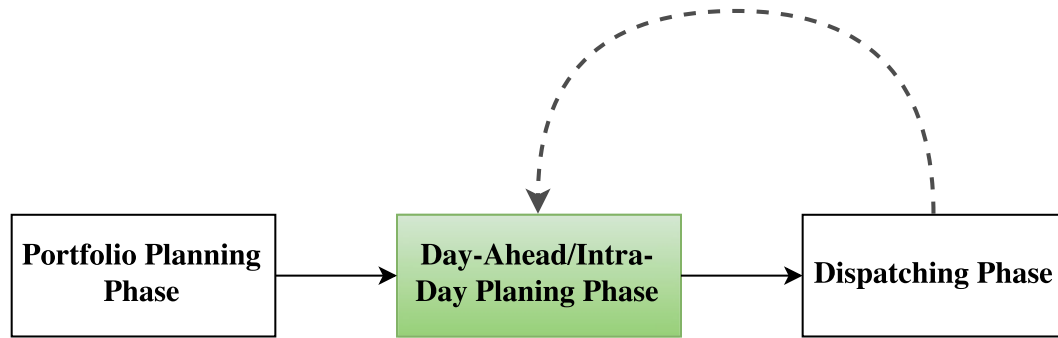 Portfolio Planning
Phase
Day-Ahead/Intra-
Day Planing Phase
Dispatching Phase